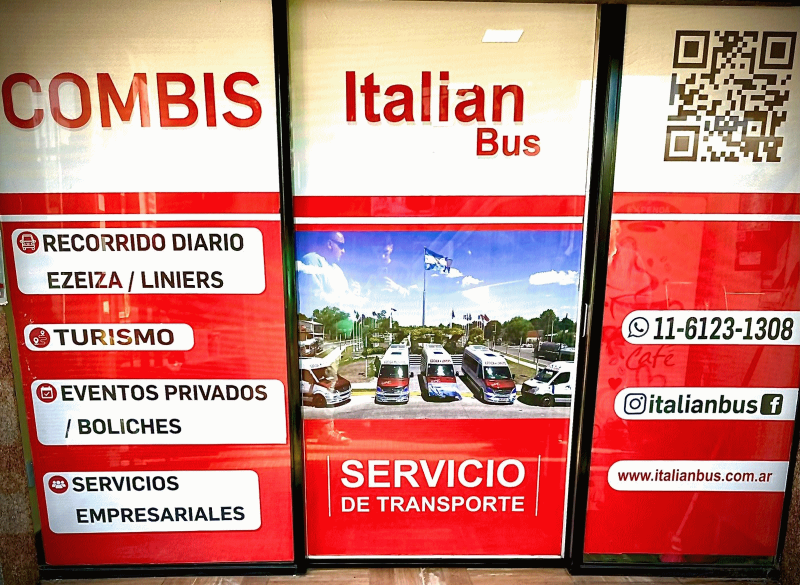 COMBIS
RECORRIDO DIARIO
EZEIZA / LINIERS
TURISMO
EVENTOS PRIVADOS
/ BOLICHES
SERVICIOS
EMPRESARIALES
Italian
Bus
SERVICIO
DE TRANSPORTE
11-6123-1308
Café
italianbus
www.italianbus.com.ar